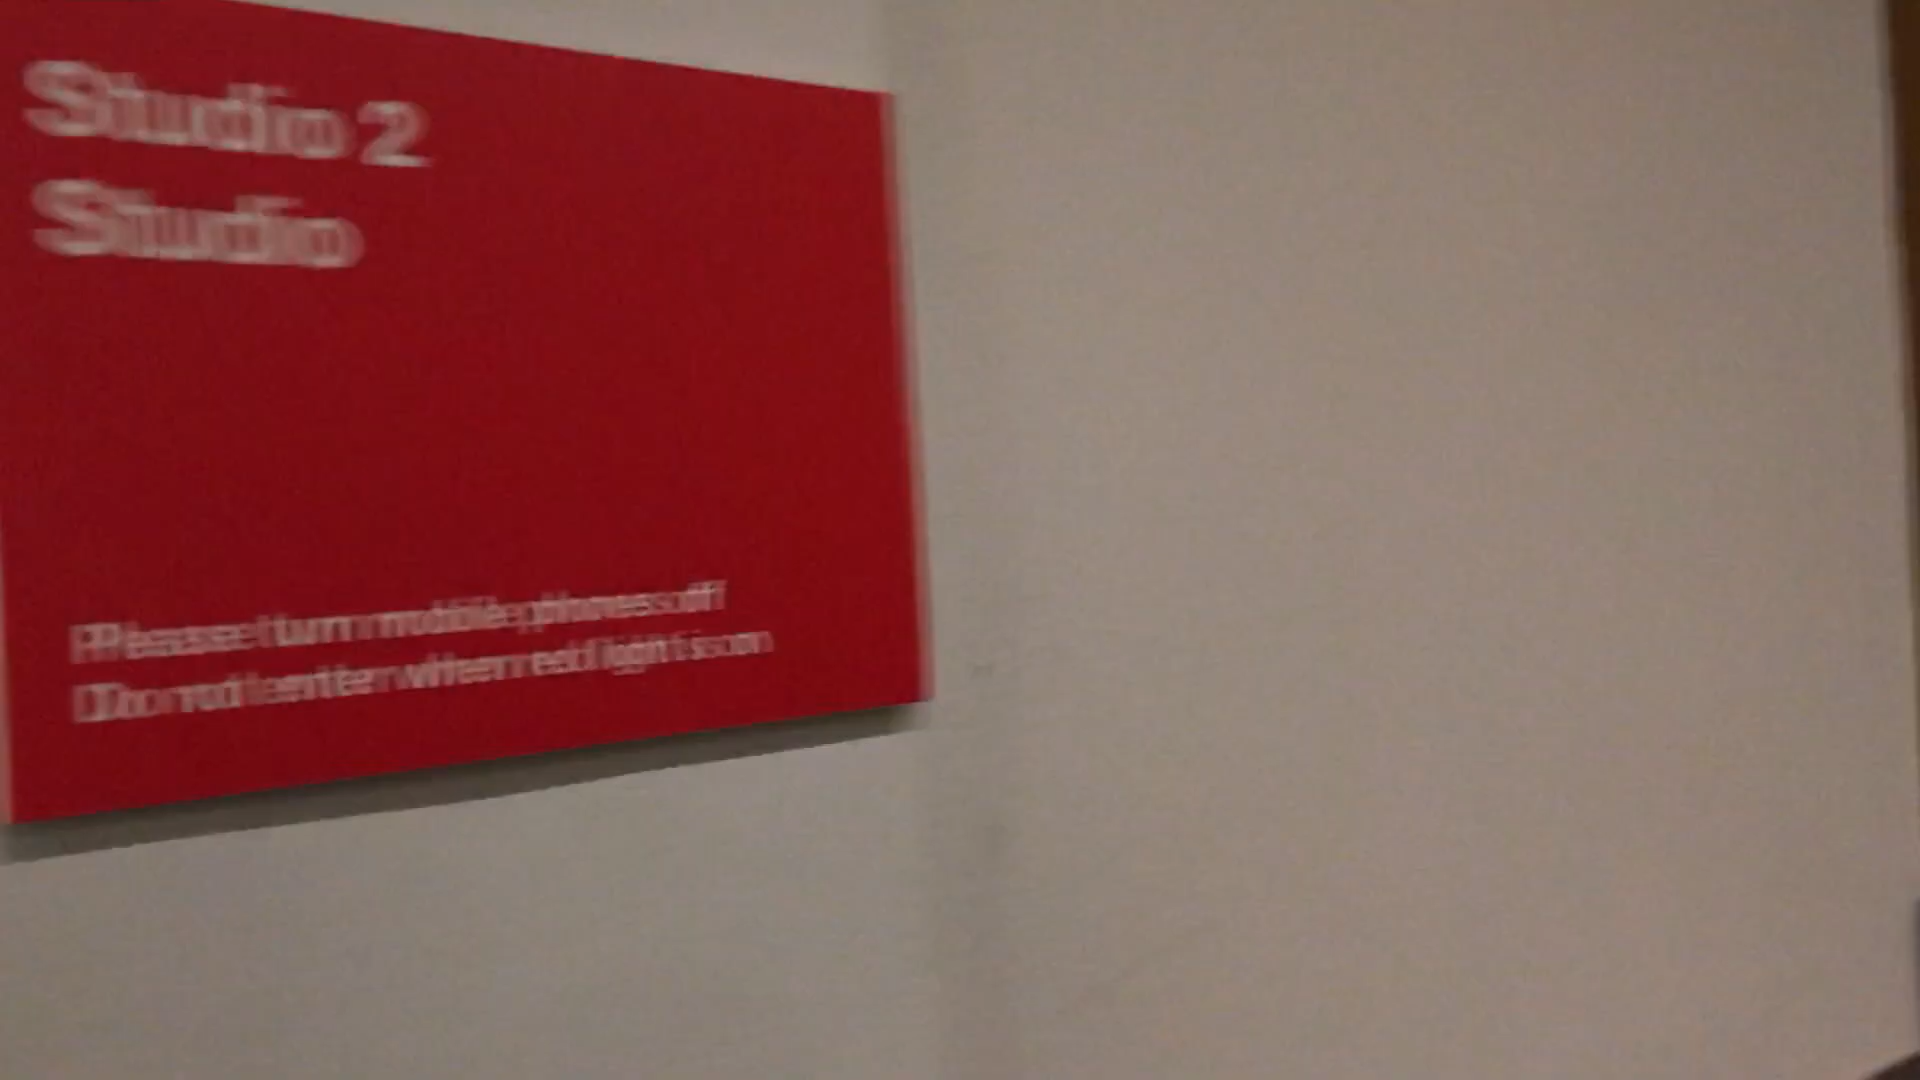 Studio 2
Studio
Please turn mobile phones off
Do not enter when red light is on